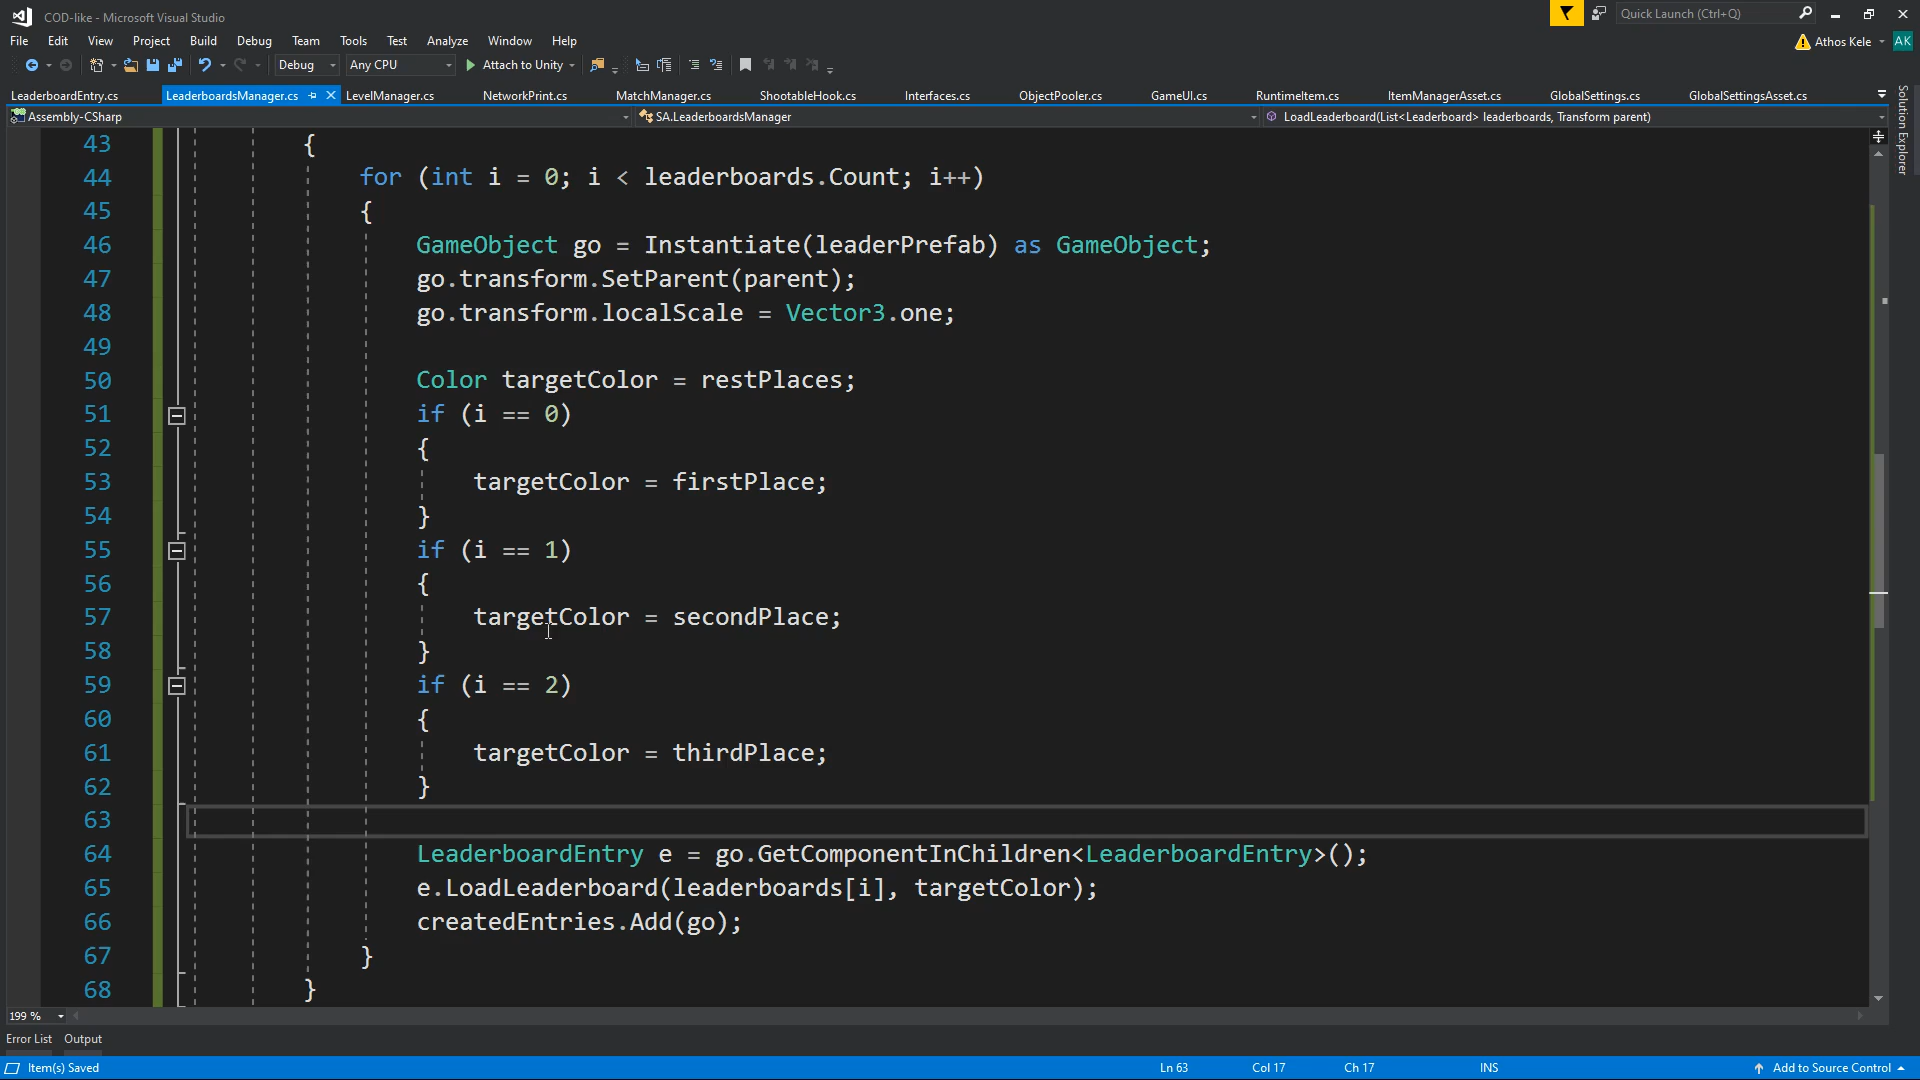 COD-like - Microsoft Visual Studio
Quick Launch (Ctrl+Q)
File Edit View Project Build Debug Team Tools Test Analyze Window Help
Athos Kele AK
Debug Any CPU Attach to Unity
LeaderboardEntry.cs LeaderboardsManager.cs LevelManager.cs NetworkPrint.cs MatchManager.cs ShootableHook.cs Interfaces.cs ObjectPooler.cs GameUI.cs RuntimeItem.cs ItemManagerAsset.cs GlobalSettings.cs GlobalSettingsAsset.cs
Solution Explorer
Assembly-CSharp SA.LeaderboardsManager LoadLeaderboard(List<Leaderboard> leaderboards, Transform parent)
43 {
44 for (int i = 0; i < leaderboards.Count; i++)
45 {
46 GameObject go = Instantiate(leaderPrefab) as GameObject;
47 go.transform.SetParent(parent);
48 go.transform.localScale = Vector3.one;
49
50 Color targetColor = restPlaces;
51 if (i == 0)
52 {
53 targetColor = firstPlace;
54 }
55 if (i == 1)
56 {
57 targetColor = secondPlace;
58 }
59 if (i == 2)
60 {
61 targetColor = thirdPlace;
62 }
63
64 LeaderboardEntry e = go.GetComponentInChildren<LeaderboardEntry>();
65 e.LoadLeaderboard(leaderboards[i], targetColor);
66 createdEntries.Add(go);
67 }
68 }
199 %
Error List Output
Item(s) Saved Ln 63 Col 17 Ch 17 INS Add to Source Control